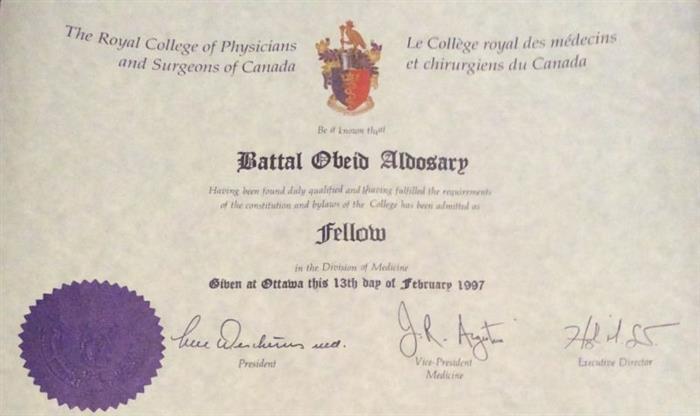 The Royal College of Physicians
and Surgeons of Canada
Le Collège royal des médecins
et chirurgiens du Canada
Be it known that
Battal Obeid Aldosary
Having been found duly qualified and having fulfilled the requirements
of the constitution and bylaws of the College has been admitted as
Fellow
in the Division of Medicine
Given at Ottawa this 13th day of February 1997
President
Vice-President
Medicine
Executive Director